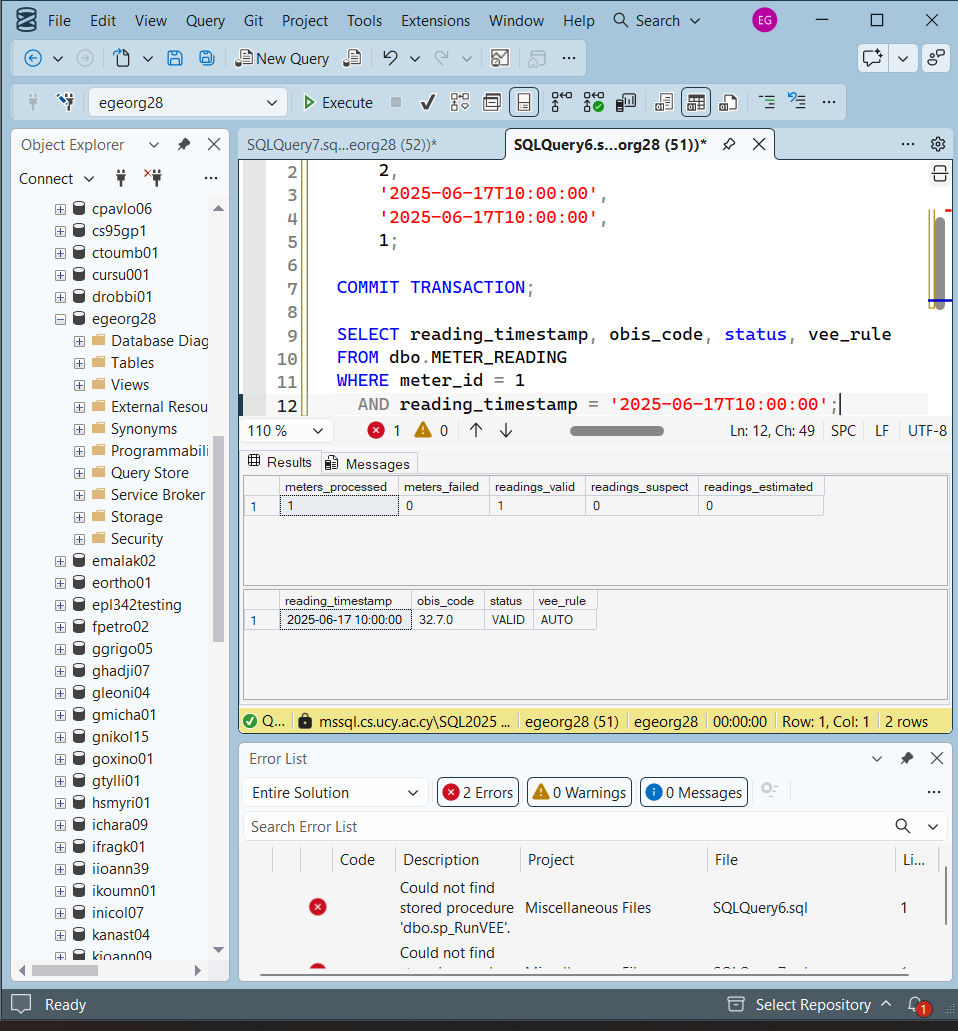 File Edit View Query Git Project Tools Extensions Window Help Search EG
New Query
egeorg28 Execute
Object Explorer
Connect
cpavlo06
cs95gp1
ctoumb01
cursu001
drobbi01
egeorg28
Database Diag
Tables
Views
External Resou
Synonyms
Programmabili
Query Store
Service Broker
Storage
Security
emalak02
eortho01
epl342testing
fpetro02
ggrigo05
ghadji07
gleoni04
gmicha01
gnikol15
goxino01
gtylli01
hsmyri01
ichara09
ifragk01
iioann39
ikoumn01
inicol07
kanast04
kioann09
SQLQuery7.sq...eorg28 (52))* SQLQuery6.s...org28 (51))*
2 2,
3 '2025-06-17T10:00:00',
4 '2025-06-17T10:00:00',
5 1;
6
7 COMMIT TRANSACTION;
8
9 SELECT reading_timestamp, obis_code, status, vee_rule
10 FROM dbo.METER_READING
11 WHERE meter_id = 1
12 AND reading_timestamp = '2025-06-17T10:00:00';
110 % 1 0 Ln: 12, Ch: 49 SPC LF UTF-8
Results Messages
meters_processed meters_failed readings_valid readings_suspect readings_estimated
1 1 0 1 0 0
reading_timestamp obis_code status vee_rule
1 2025-06-17 10:00:00 32.7.0 VALID AUTO
Q... mssql.cs.ucy.ac.cy\SQL2025 ... egeorg28 (51) egeorg28 00:00:00 Row: 1, Col: 1 2 rows
Error List
Entire Solution 2 Errors 0 Warnings 0 Messages
Search Error List
Code Description Project File Li...
Could not find
stored procedure Miscellaneous Files SQLQuery6.sql 1
'dbo.sp_RunVEE'.
Could not find
Ready Select Repository 1